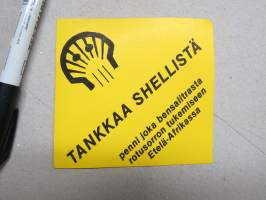 TANKKAA SHELLISTÄ
penni joka bensalitrasta
rotusorron tukemiseen
Etelä-Afrikassa